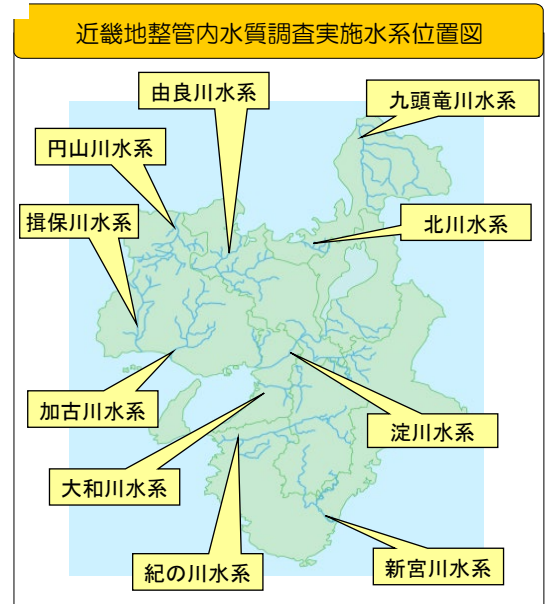 近畿地整管内水質調査実施水系位置図
由良川水系
九頭竜川水系
円山川水系
揖保川水系
北川水系
加古川水系
淀川水系
大和川水系
紀の川水系
新宮川水系